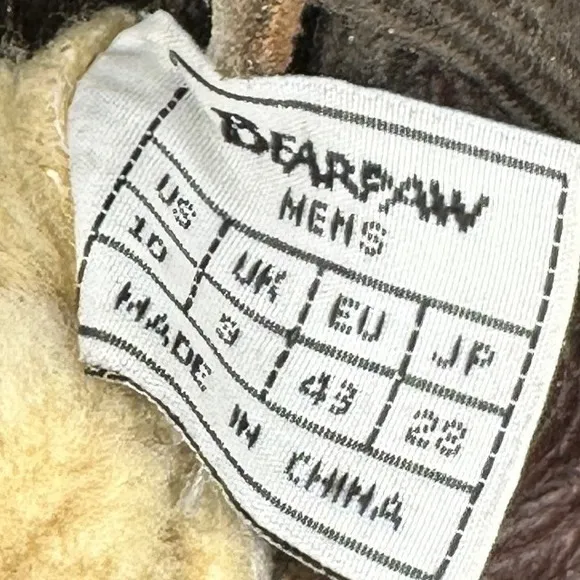 BEARPAW
MENS
US UK EU JP
10 9 43 28
MADE IN CHINA